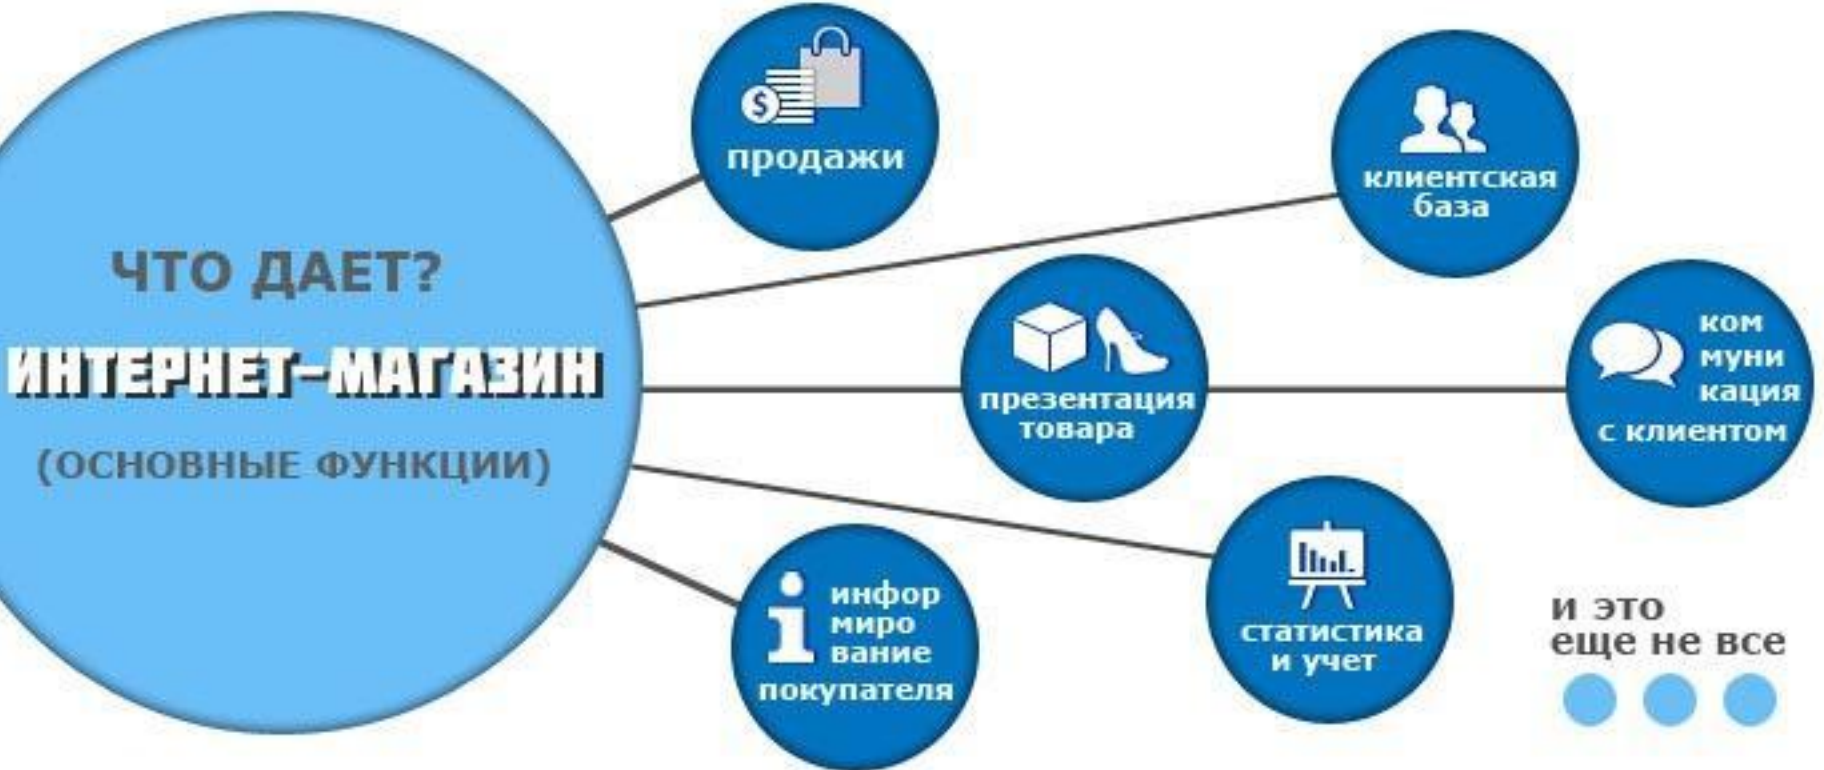 ЧТО ДАЕТ?
ИНТЕРНЕТ-МАГАЗИН
(ОСНОВНЫЕ ФУНКЦИИ)
$
продажи
клиентская
база
презентация
товара
ком
муни
кация
с клиентом
статистика
и учет
i
инфор
миро
вание
покупателя
и это
еще не все